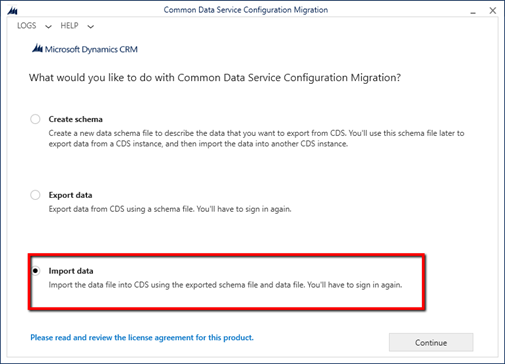 Common Data Service Configuration Migration
LOGS HELP
Microsoft Dynamics CRM
What would you like to do with Common Data Service Configuration Migration?
Create schema
Create a new data schema file to describe the data that you want to export from CDS. You'll use this schema file later to
export data from a CDS instance, and then import the data into another CDS instance.
Export data
Export data from CDS using a schema file. You'll have to sign in again.
Import data
Import the data file into CDS using the exported schema file and data file. You'll have to sign in again.
Please read and review the license agreement for this product.
Continue